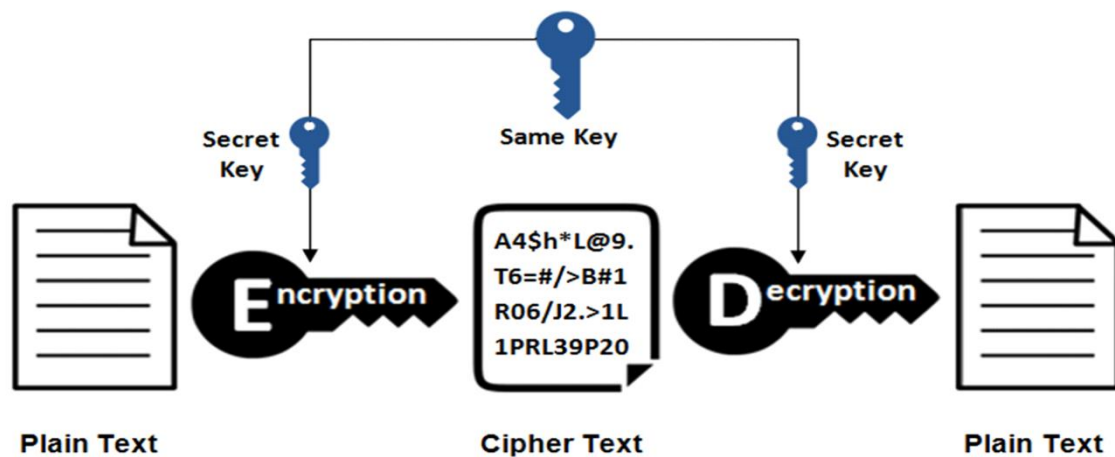 Same Key
Secret
Key
Secret
Key
Encryption
A4$h*L@9.
T6=#/>B#1
R06/J2.>1L
1PRL39P20
Decryption
Plain Text
Cipher Text
Plain Text